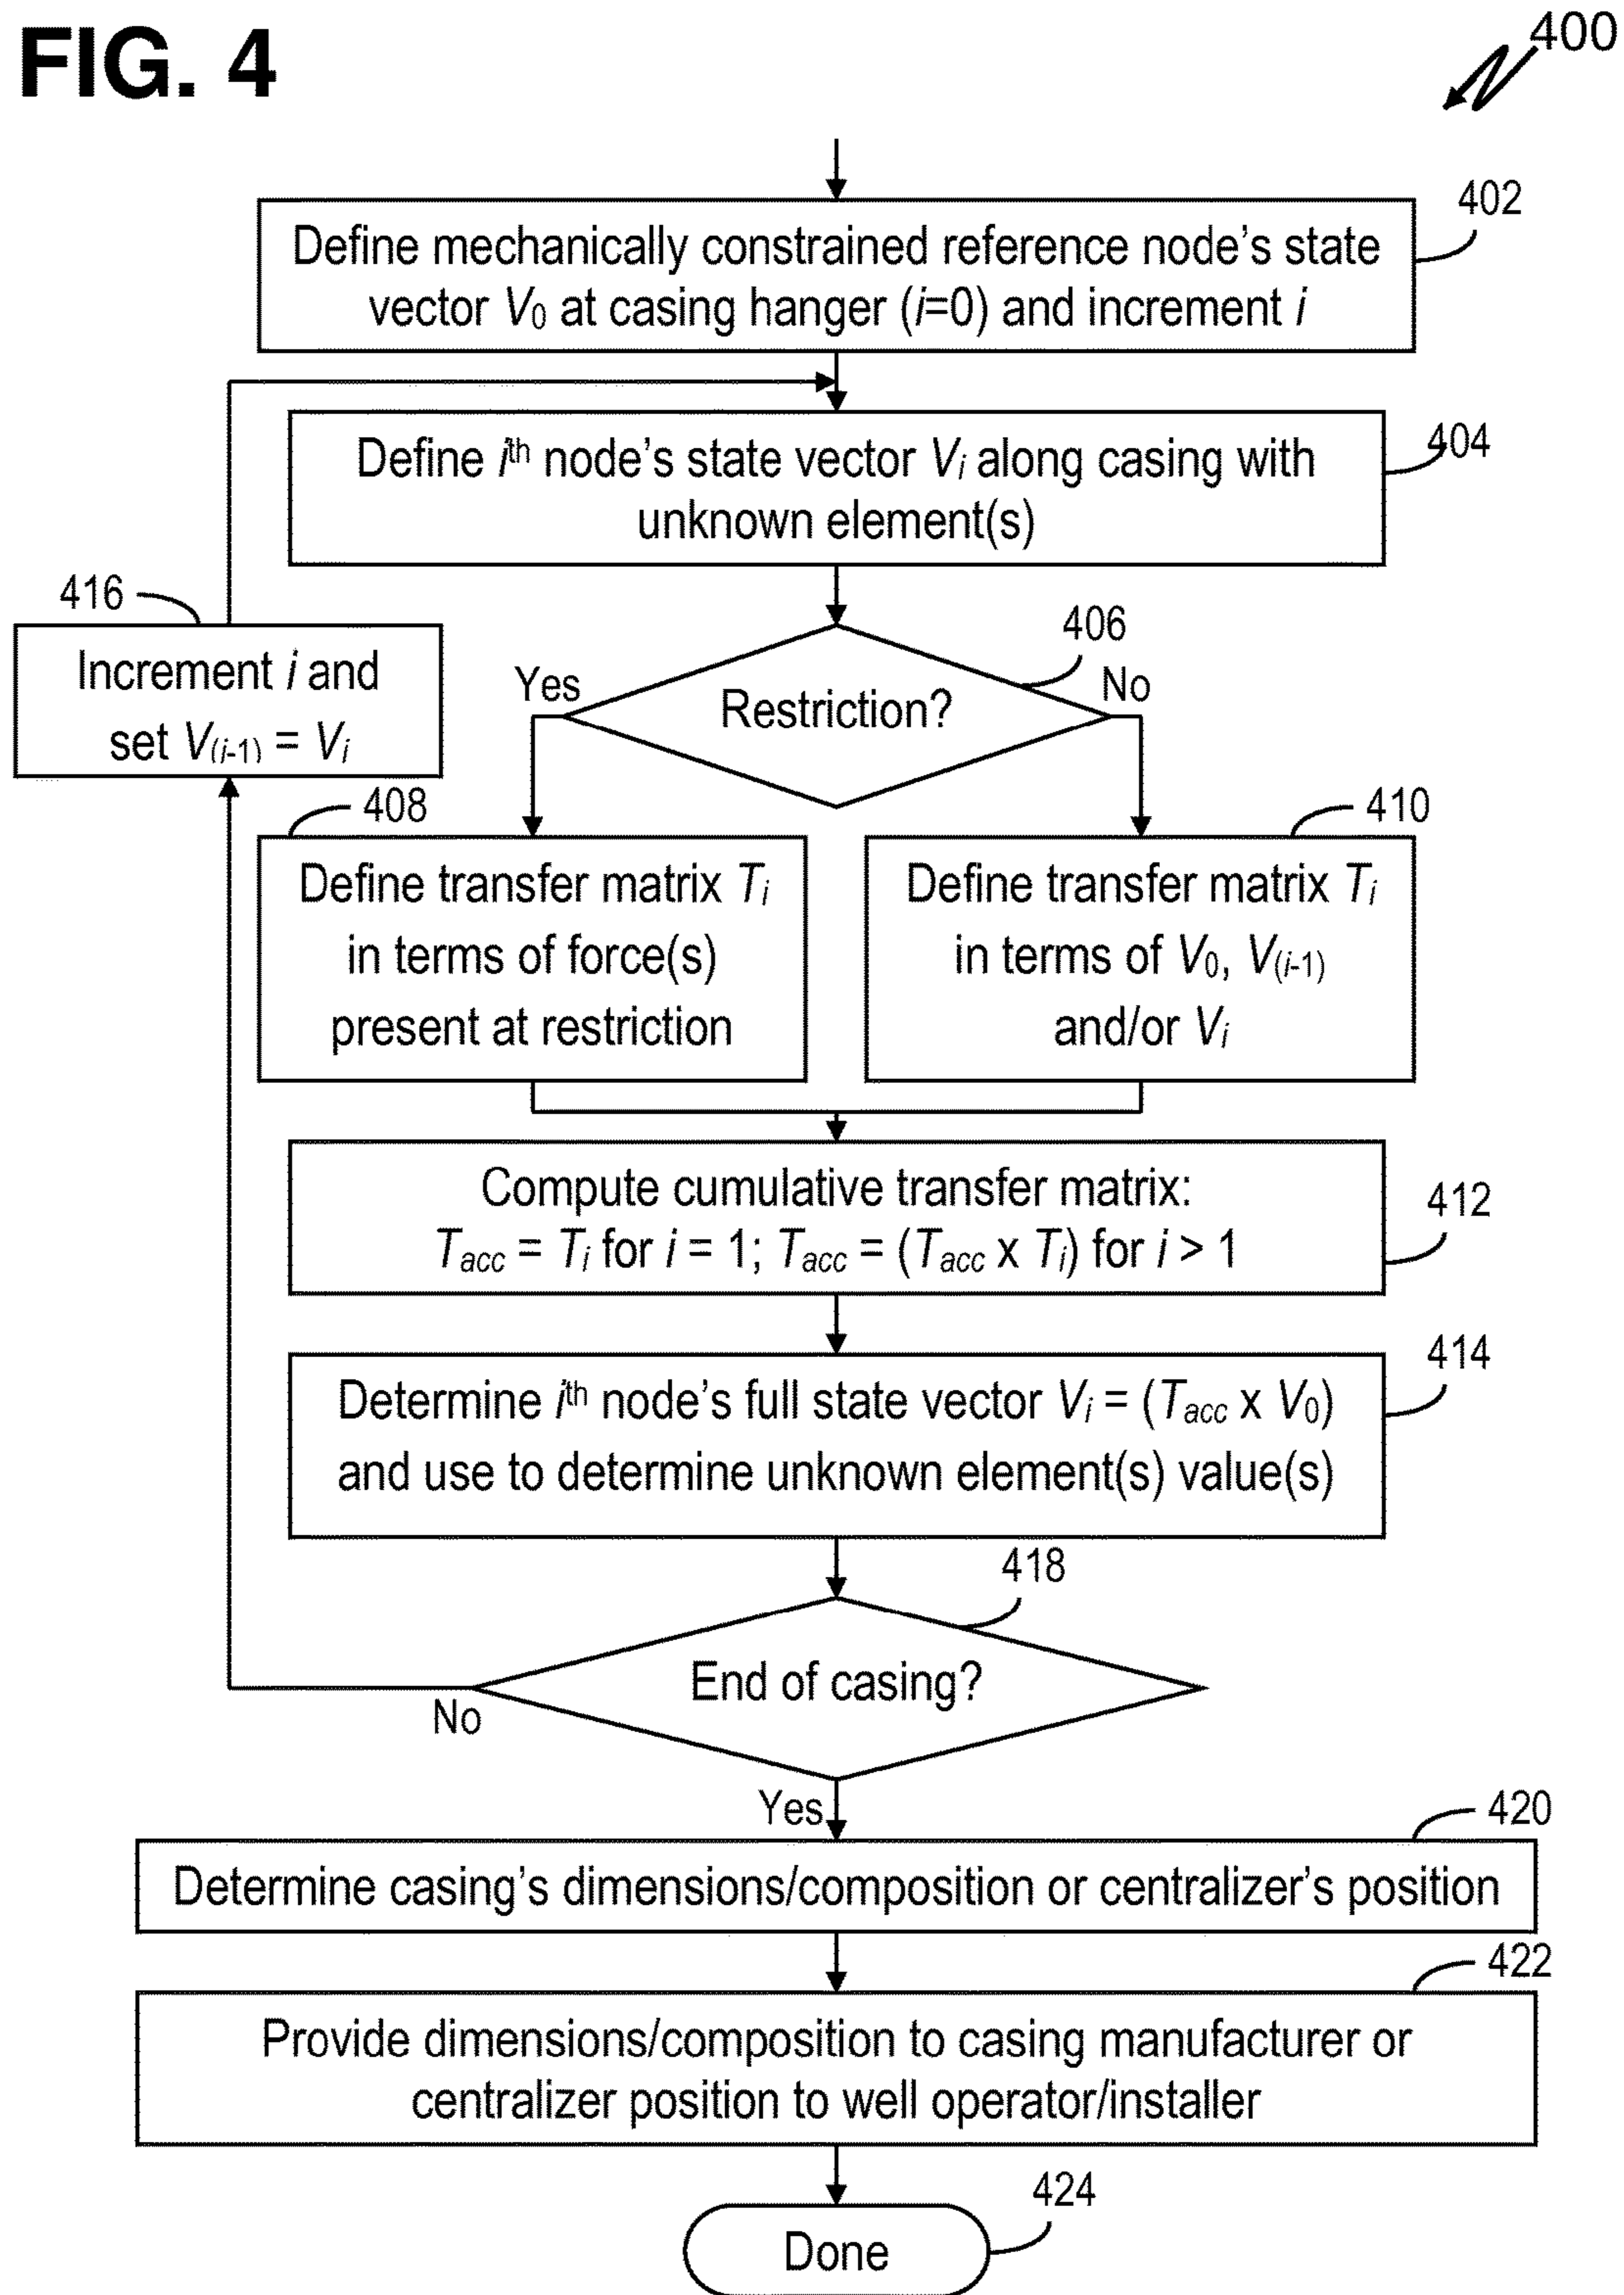 FIG. 4
400
402
Define mechanically constrained reference node's state
vector V0 at casing hanger (i=0) and increment i
404
Define ith node's state vector Vi along casing with
unknown element(s)
416
Increment i and
set V(i-1) = Vi
406
Yes
Restriction?
No
408
Define transfer matrix Ti
in terms of force(s)
present at restriction
410
Define transfer matrix Ti
in terms of V0, V(i-1)
and/or Vi
412
Compute cumulative transfer matrix:
Tacc = Ti for i = 1; Tacc = (Tacc x Ti) for i > 1
414
Determine ith node's full state vector Vi = (Tacc x V0)
and use to determine unknown element(s) value(s)
418
End of casing?
No
Yes
420
Determine casing's dimensions/composition or centralizer's position
422
Provide dimensions/composition to casing manufacturer or
centralizer position to well operator/installer
424
Done